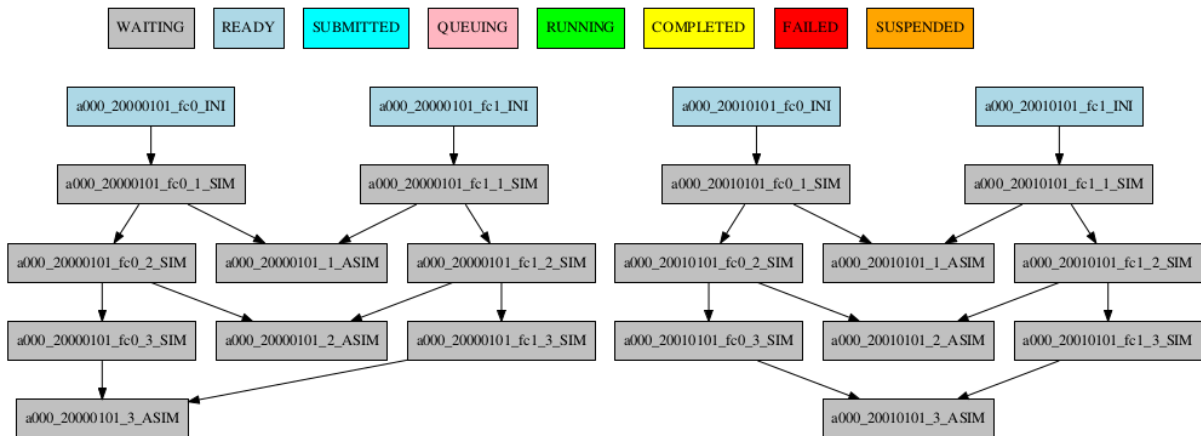 WAITING READY SUBMITTED QUEUING RUNNING COMPLETED FAILED SUSPENDED
a000_20000101_fc0_INI a000_20000101_fc1_INI a000_20010101_fc0_INI a000_20010101_fc1_INI
a000_20000101_fc0_1_SIM a000_20000101_fc1_1_SIM a000_20010101_fc0_1_SIM a000_20010101_fc1_1_SIM
a000_20000101_fc0_2_SIM a000_20000101_1_ASIM a000_20000101_fc1_2_SIM a000_20010101_fc0_2_SIM a000_20010101_1_ASIM a000_20010101_fc1_2_SIM
a000_20000101_fc0_3_SIM a000_20000101_2_ASIM a000_20000101_fc1_3_SIM a000_20010101_fc0_3_SIM a000_20010101_2_ASIM a000_20010101_fc1_3_SIM
a000_20000101_3_ASIM a000_20010101_3_ASIM